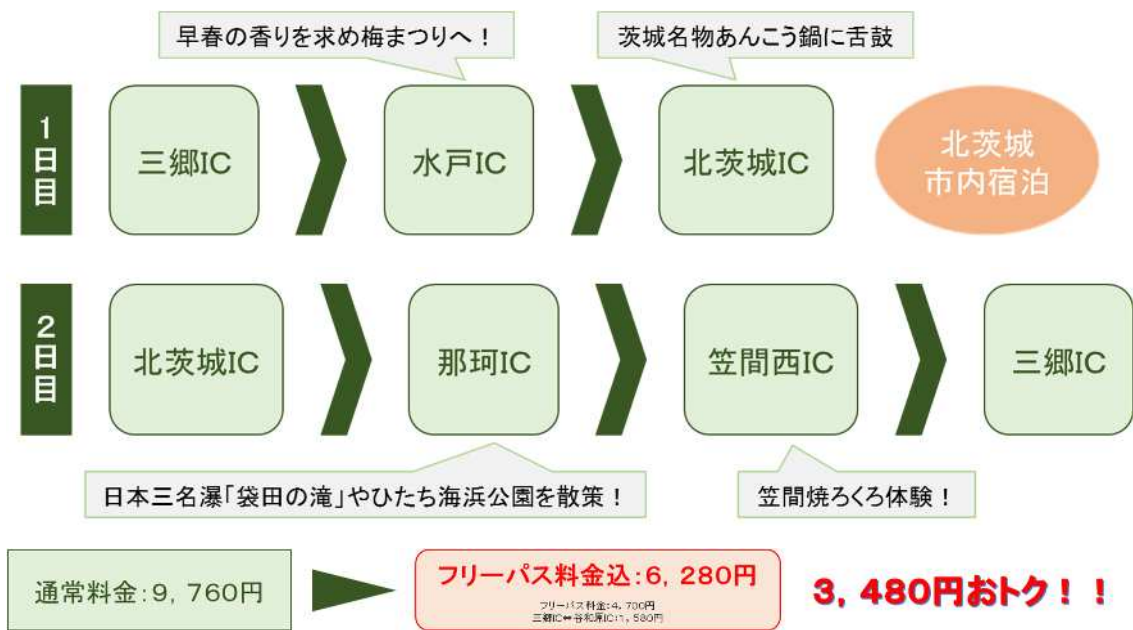 早春の香りを求め梅まつりへ！
茨城名物あんこう鍋に舌鼓
1日目
三郷IC
水戸IC
北茨城IC
北茨城
市内宿泊
2日目
北茨城IC
那珂IC
笠間西IC
三郷IC
日本三名瀑「袋田の滝」やひたち海浜公園を散策！
笠間焼ろくろ体験！
通常料金：9，760円
フリーパス料金込：6，280円
フリーパス料金：4，700円
三郷IC⇔谷和原IC：1，580円
3，480円おトク！！